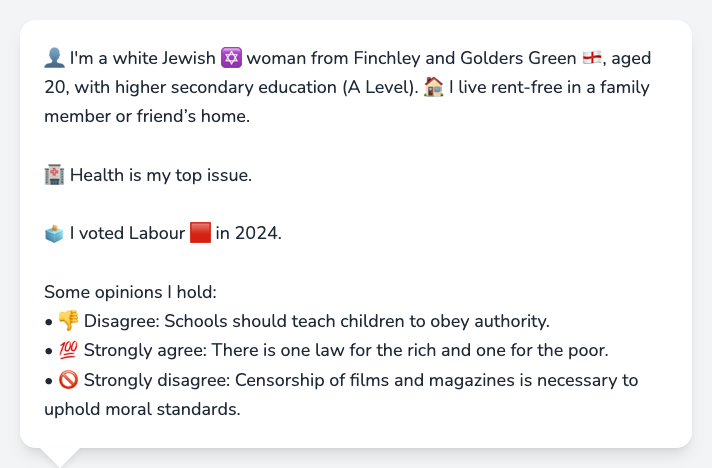 👤 I'm a white Jewish 🔯 woman from Finchley and Golders Green 🏴󠁧󠁢󠁥󠁮󠁧󠁿, aged
20, with higher secondary education (A Level). 🏠 I live rent-free in a family
member or friend’s home.
🏥 Health is my top issue.
🗳️ I voted Labour 🟥 in 2024.
Some opinions I hold:
• 👎 Disagree: Schools should teach children to obey authority.
• 💯 Strongly agree: There is one law for the rich and one for the poor.
• 🚫 Strongly disagree: Censorship of films and magazines is necessary to
uphold moral standards.